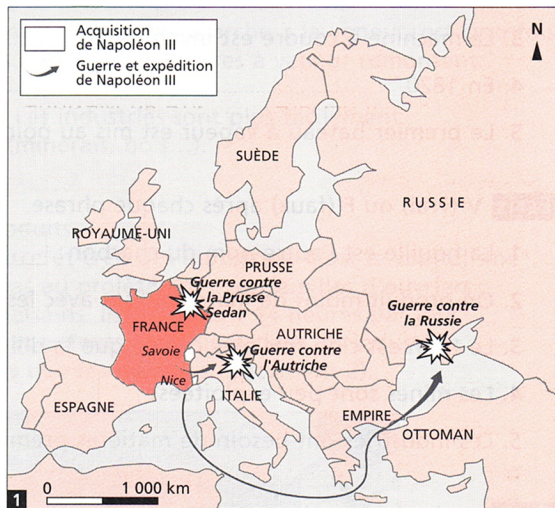 Acquisition
de Napoléon III
Guerre et expédition
de Napoléon III
N
SUÈDE
RUSSIE
ROYAUME-UNI
PRUSSE
Guerre contre
la Prusse
Sedan
Guerre contre
la Russie
FRANCE
AUTRICHE
Savoie
Guerre contre
l'Autriche
Nice
ITALIE
ESPAGNE
EMPIRE
OTTOMAN
1
0
1 000 km